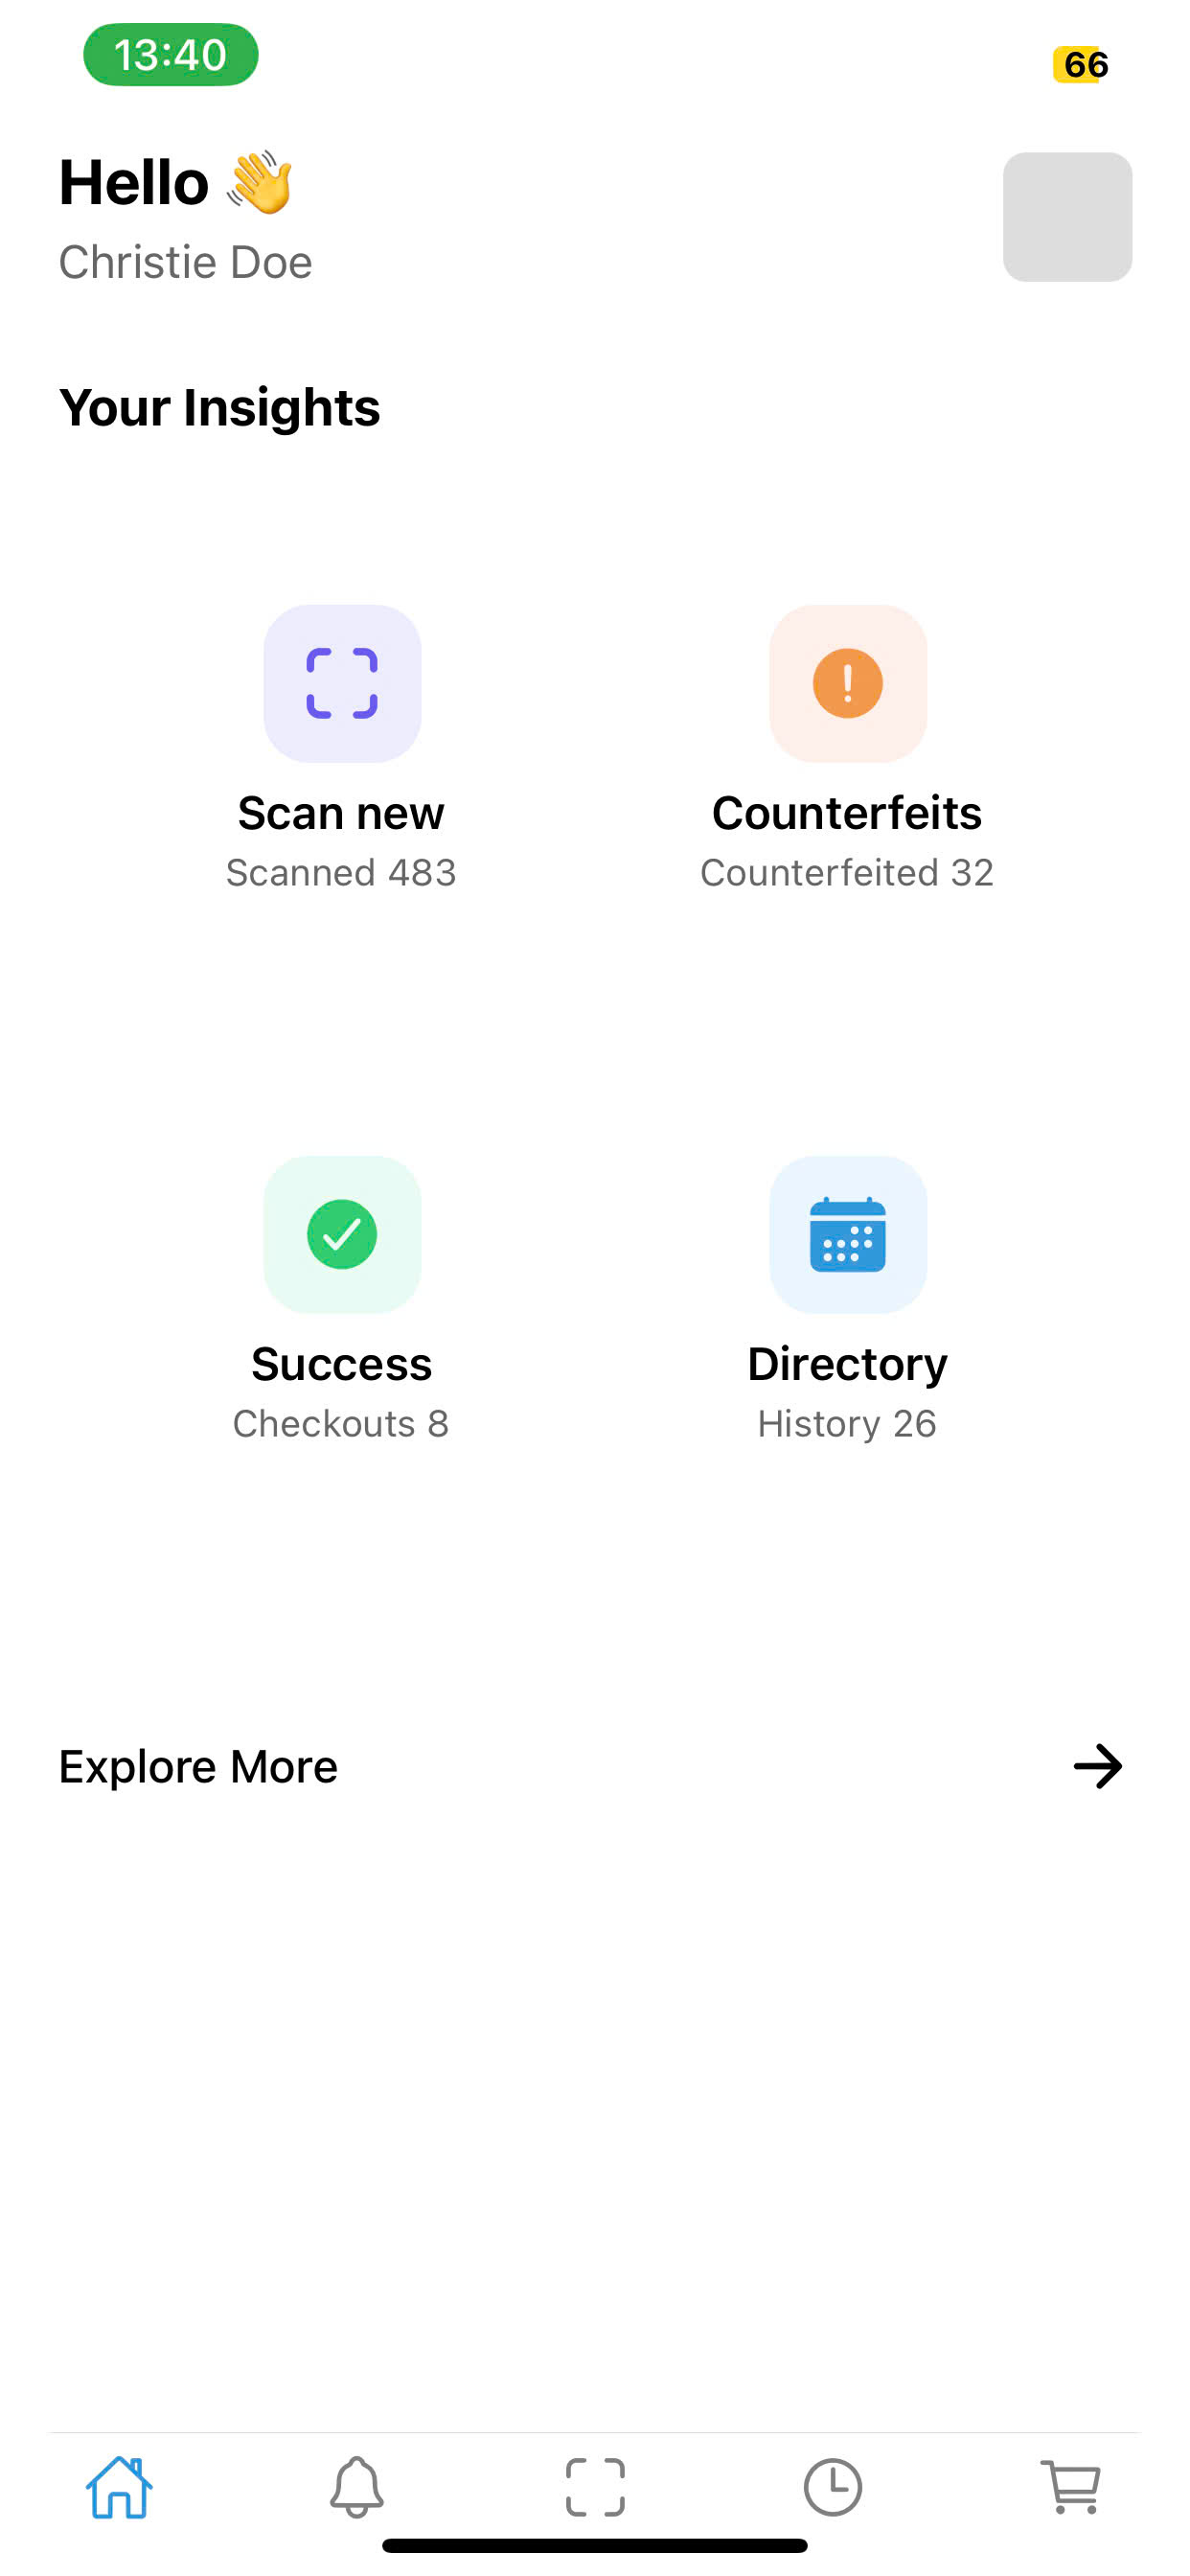 13:40
66
Hello 👋
Christie Doe
Your Insights
Scan new
Scanned 483
Counterfeits
Counterfeited 32
Success
Checkouts 8
Directory
History 26
Explore More